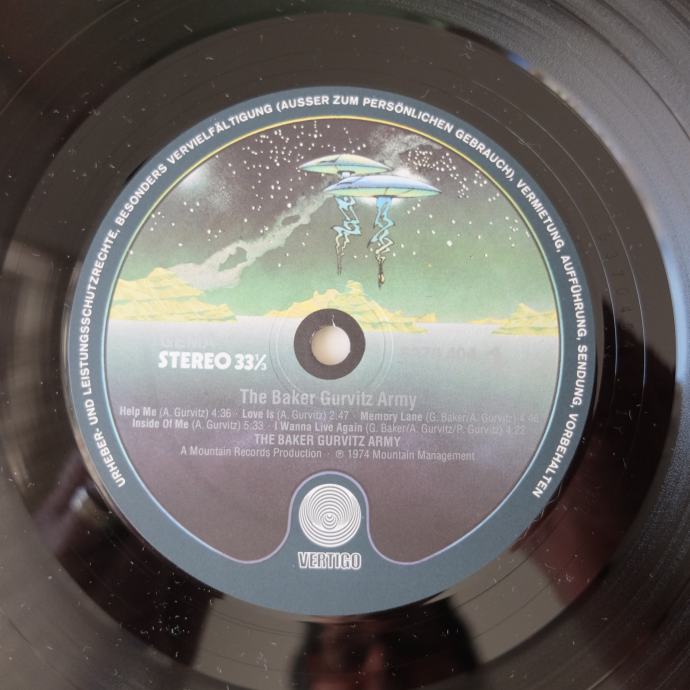 URHEBER- UND LEISTUNGSSCHUTZRECHTE, BESONDERS VERVIELFÄLTIGUNG (AUSSER ZUM PERSÖNLICHEN GEBRAUCH), VERMIETUNG, AUFFÜHRUNG, SENDUNG, VORBEHALTEN
GEMA
STEREO 33⅓
The Baker Gurvitz Army
Help Me (A. Gurvitz) 4:36 · Love Is (A. Gurvitz) 2:47 · Memory Lane (G. Baker/A. Gurvitz) 4:46
Inside Of Me (A. Gurvitz) 5:33 · I Wanna Live Again (G. Baker/A. Gurvitz/P. Gurvitz) 4:22
THE BAKER GURVITZ ARMY
A Mountain Records Production · ℗ 1974 Mountain Management
VERTIGO